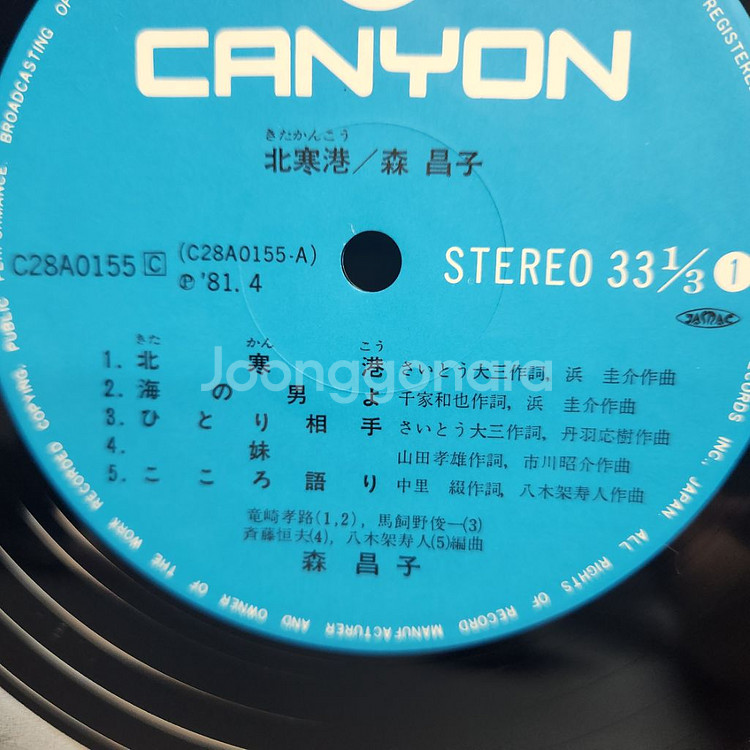 CANYON
きたかんこう
北寒港／森 昌子
C28A0155 C (C28A0155-A)
℗'81.4
STEREO 33 1/3 1
JASRAC
きた かん こう
1. 北寒港 さいとう大三作詞, 浜 圭介作曲
2. 海の男よ 千家和也作詞, 浜 圭介作曲
3. ひとり相手 さいとう大三作詞, 丹羽応樹作曲
4. 妹 山田孝雄作詞, 市川昭介作曲
5. こころ語り 中里 綴作詞, 八木架寿人作曲
竜崎孝路(1,2), 馬飼野俊一(3)
斉藤恒夫(4), 八木架寿人(5)編曲
森 昌子
Joonggonara
ECORDS INC., JAPAN ALL RIGHTS OF RECORD MANUFACTURER AND OWNER OF THE WORK RECORDED COPYING, PUBLIC PERFORMANCE, BROADCASTING OF
REGISTERE